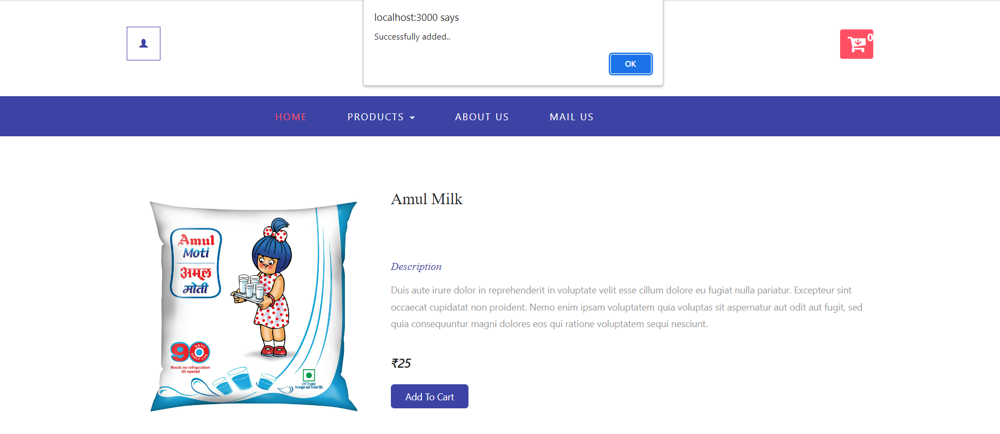 localhost:3000 says
Successfully added..
OK
0
HOME
PRODUCTS
ABOUT US
MAIL US
Amul Milk
Amul
Moti
अमूल
मोती
90
DAYS
SHELF LIFE
Needs no refrigeration
till opened
UHT Treated
Homogenised Toned Milk
Description
Duis aute irure dolor in reprehenderit in voluptate velit esse cillum dolore eu fugiat nulla pariatur. Excepteur sint
occaecat cupidatat non proident. Nemo enim ipsam voluptatem quia voluptas sit aspernatur aut odit aut fugit, sed
quia consequuntur magni dolores eos qui ratione voluptatem sequi nesciunt.
₹25
Add To Cart